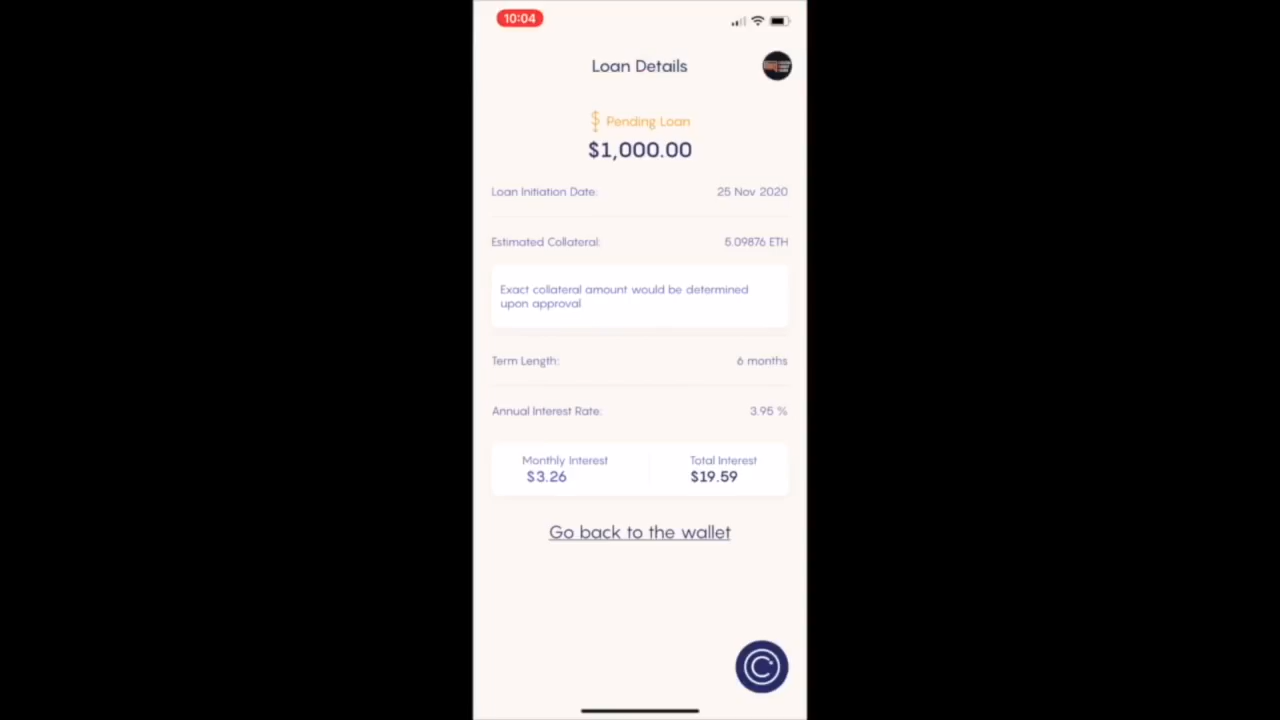 10:04
Loan Details
Pending Loan
$1,000.00
Loan Initiation Date: 25 Nov 2020
Estimated Collateral: 5.09876 ETH
Exact collateral amount would be determined
upon approval
Term Length: 6 months
Annual Interest Rate: 3.95 %
Monthly Interest Total Interest
$3.26 $19.59
Go back to the wallet